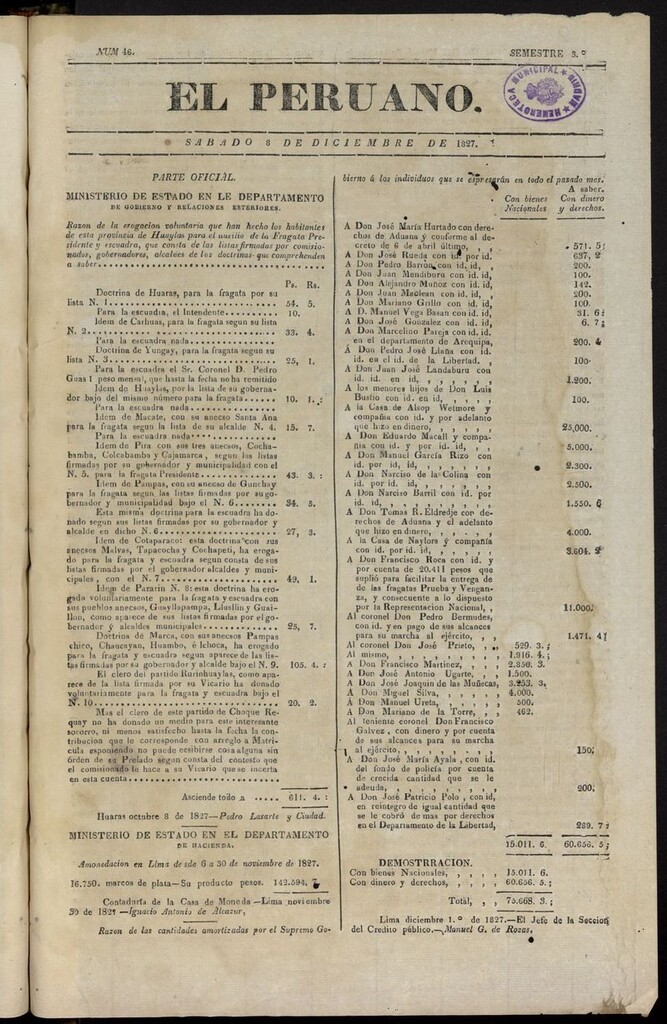 NUM 46.
SEMESTRE 3.º
HEMEROTECA MUNICIPAL
MADRID
EL PERUANO.
SABADO 8 DE DICIEMBRE DE 1827.
PARTE OFICIAL.
MINISTERIO DE ESTADO EN LE DEPARTAMENTO
DE GOBIERNO Y RELACIONES ESTERIORES.
Razon de la erogacion voluntaria que han hecho los habitantes
de esta provincia de Huaylas para el ausilio de la Fragata Pre-
sidente y escuadra, que consta de las listas firmadas por comisio-
nados, gobernadores, alcaldes de las doctrinas que comprehenden
a saber
Ps. Rs.
Doctrina de Huaras, para la fragata por su
lista N. 1. 54. 5.
Para la escuadra, el Intendente. 10.
Idem de Carhuas, para la fragata segun su lista
N. 2. 33. 4.
Para la escuadra nada
Doctrina de Yungay, para la fragata segun su
lista N. 3. 25, 1.
Para la escuadra el Sr. Coronel D. Pedro
Guas 1 peso mensal, que hasta la fecha no ha remitido
Idem de Huaylas, por la lista de su goberna-
dor bajo del mismo número para la fragata 10. 1.
Para la escuadra nada
Idem de Macate, con su anecso Santa Ana
para la fragata segun la lista de su alcalde N. 4. 15. 7.
Para la escuadra nada
Idem de Pira con sus tres anecsos, Cocha-
bamba, Colcabamba y Cajamarca, segun las listas
firmadas por su gobernador y municipalidad con el
N. 5. para la fragata Presidente 43. 3. :
Idem de Pampas, con su anecso de Cunchay
para la fragata segun las listas firmadas por su go-
bernador y municipalidad bajo el N. 6. 34. 5.
Esta misma doctrina para la escuadra ha do-
nado segun sus listas firmadas por su gobernador y
alcalde en dicho N. 6. 27, 3.
Idem de Cotaparaco: esta doctrina con sus
anecsos Malvas, Tapacocha y Cochapeti, ha eroga-
do para la fragata y escuadra segun consta de sus
listas firmadas por el gobernador alcaldes y muni-
cipales, con el N. 7. 49, 1.
Idem de Pararin N. 8: esta doctrina ha ero-
gado voluntariamente para la fragata y escuadra con
sus pueblos anecsos, Guayllapampa, Llusllin y Guai-
llan, como aparece de sus listas firmadas por el go-
bernador y alcaldes municipales 25, 7.
Doctrina de Marca, con sus anecsos Pampas
chico, Chaucayan, Huambo, é Ichoca, ha erogado
para la fragata y escuadra segun aparece de las lis-
tas firmadas por su gobernador y alcalde bajo el N. 9. 105. 4. :
El clero del partido Rurinhuaylas, como apa-
rece de la lista firmada por su Vicario ha donado
voluntariamente para la fragata y escuadra bajo el
N. 10 20. 2.
Mas el clero de este partido de Choque Re-
quay no ha donado un medio para este interesante
socorro, ni menos satisfecho hasta la fecha la con-
tribucion que le corresponde con arreglo a Matri-
cula esponiendo no puede ecsibirse cosa alguna sin
órden de su Prelado segun consta del contesto que
el comisionado le hace a su Vicario que se incerta
en esta cuenta
Asciende todo a 611. 4. :
Huaras octubre 8 de 1827—Pedro Lasarte y Ciudad.
MINISTERIO DE ESTADO EN EL DEPARTAMENTO
DE HACIENDA.
Amonedacion en Lima desde 6 a 30 de noviembre de 1827.
16.750. marcos de plata—Su producto pesos. 142.594, 7.
Contaduría de la Casa de Moneda—Lima noviembre
30 de 1827—Ignacio Antonio de Alcazar,
Razon de las cantidades amortizadas por el Supremo Go-
bierno á los individuos que se espresarán en todo el pasado mes.
A saber.
Con bienes Nacionales Con dinero y derechos.
A Don José María Hurtado con dere-
chos de Aduana y conforme al de-
creto de 6 de abril último, , , 571. 5;
A Don José Rueda con id. por id. 637, 2
A Don Pedro Barrón con id. id, , 200.
A Don Juan Mendiburu con id. id, 100.
A Don Alejandro Muñoz con id. id, 142.
A Don Juan Maclean con id. id, 200.
A Don Mariano Grillo con id. id, 100.
A D. Manuel Vega Basan con id. id, 31. 6;
A Don José Gonzalez con id. id, 6. 7;
A Don Marcelino Pareja con id. id,
en el departamento de Arequipa, 200. 4
A Don Pedro José Llana con id.
id. en el id. de la Libertad. , 100.
A Don Juan José Landaburu con
id. id. en id, , , , , , , 1.200.
A los menores hijos de Don Luis
Bustio con id. en id, , , , , 100.
A la Casa de Alsop Wetmore y
compañia con id. y por adelanto
que hizo en dinero, , , , , , 25,000.
A Don Eduardo Macall y compa-
nia con id. y por id. id, , , , 5.000.
A Don Manuel García Rizo con
id. por id, id, , , , , , , 2.300.
A Don Narciso de la Colina con
id. por id. id, , , , , , , 2.500.
A Don Narciso Barril con id. por
id. id, , , , , , , , , 1.550. 6
A Don Tomas R. Eldredje con de-
rechos de Aduana y el adelanto
que hizo en dinero, , , , , 4.000.
A la Casa de Naylors y compañia
con id. por id. id, , , , , , 3.604. 2
A Don Francisco Roca con id. y
por cuenta de 20.411 pesos que
suplió para facilitar la entrega de
de las fragatas Prueba y Vengan-
za, y consecuente a lo dispuesto
por la Representacion Nacional, , 11.000.
Al coronel Don Pedro Bermudes,
con id. y en pago de sus alcances
para su marcha al ejército, , , 1.471. 4;
Al coronel Don José Prieto, , , 529. 3. ;
Al mismo, , , , , , , , 1.916. 4. ;
A Don Francisco Martinez, , , 2.850. 3.
A Don José Antonio Ugarte, , , 1.500.
A Don José Joaquin de las Muñecas, 3.253. 3.
A Don Miguel Silva, , , , , 4.000.
A Don Manuel Ureta, , , , , 500.
A Don Mariano de la Torre, , , 462.
Al teniente coronel Don Francisco
Galvez, con dinero y por cuenta
de sus alcances para su marcha
al ejército, , , , , , , , 150,
A Don José María Ayala, con id.
del fondo de policía por cuenta
de crecida cantidad que se le
adeuda, , , , , , , , , 200,
A Don José Patricio Polo, con id.
en reintegro de igual cantidad que
se le cobró de mas por derechos
en el Departamento de la Libertad, 289. 7;
15.011. 6. 60.656. 5;
DEMOSTRRACION.
Con bienes Nacionales, , , , 15.011. 6.
Con dinero y derechos, , , , 60.656. 5. ;
Total, , , 75.668. 3. ;
Lima diciembre 1.º de 1827.—El Jefe de la Seccion
del Credito público.—Manuel G. de Rozas.